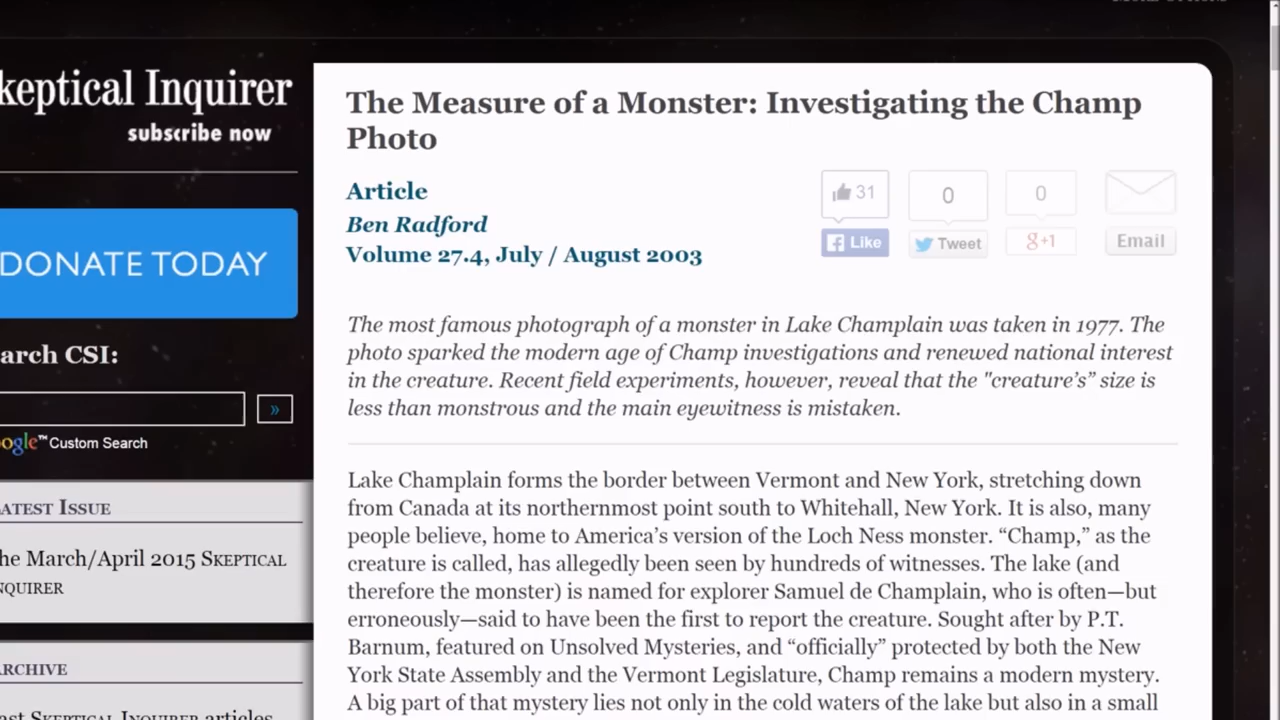 keptical Inquirer
subscribe now
DONATE TODAY
arch CSI:
»
ogle™ Custom Search
ATEST ISSUE
he March/April 2015 SKEPTICAL
NQUIRER
ARCHIVE
ast SKEPTICAL INQUIRER articles
The Measure of a Monster: Investigating the Champ
Photo
Article
Ben Radford
Volume 27.4, July / August 2003
31
0
0
Like
Tweet
g+1
Email
The most famous photograph of a monster in Lake Champlain was taken in 1977. The
photo sparked the modern age of Champ investigations and renewed national interest
in the creature. Recent field experiments, however, reveal that the "creature’s” size is
less than monstrous and the main eyewitness is mistaken.
Lake Champlain forms the border between Vermont and New York, stretching down
from Canada at its northernmost point south to Whitehall, New York. It is also, many
people believe, home to America’s version of the Loch Ness monster. “Champ,” as the
creature is called, has allegedly been seen by hundreds of witnesses. The lake (and
therefore the monster) is named for explorer Samuel de Champlain, who is often—but
erroneously—said to have been the first to report the creature. Sought after by P.T.
Barnum, featured on Unsolved Mysteries, and “officially” protected by both the New
York State Assembly and the Vermont Legislature, Champ remains a modern mystery.
A big part of that mystery lies not only in the cold waters of the lake but also in a small